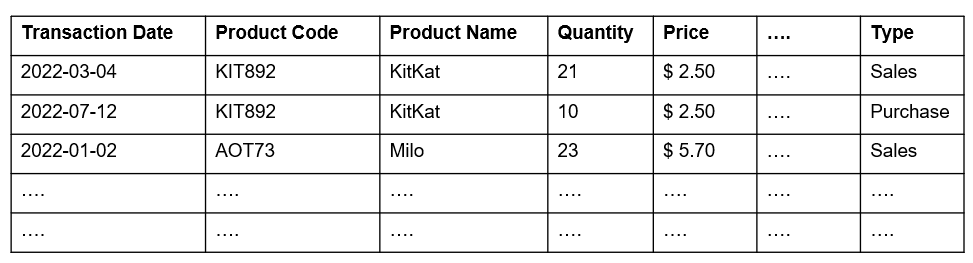 Transaction Date Product Code Product Name Quantity Price .... Type
2022-03-04 KIT892 KitKat 21 $ 2.50 .... Sales
2022-07-12 KIT892 KitKat 10 $ 2.50 .... Purchase
2022-01-02 AOT73 Milo 23 $ 5.70 .... Sales
.... .... .... .... .... .... ....
.... .... .... .... .... .... ....